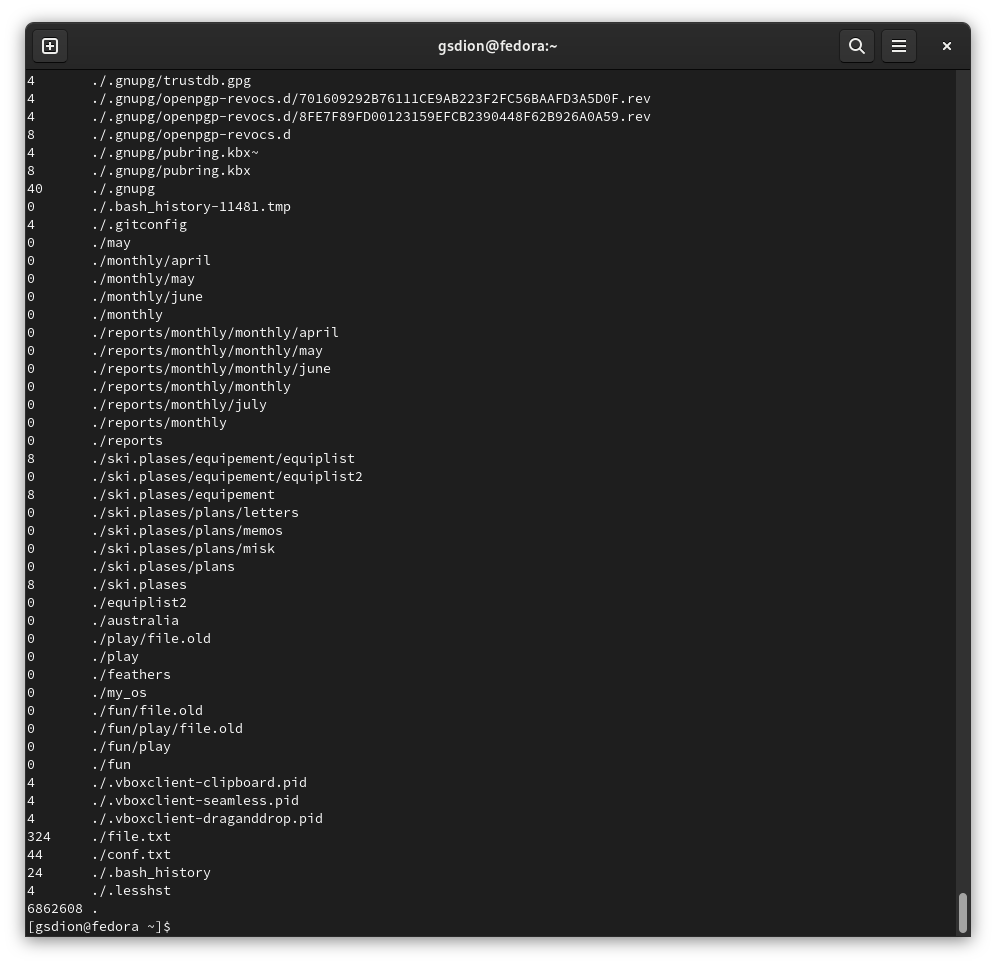 gsdion@fedora:~
4 ./.gnupg/trustdb.gpg
4 ./.gnupg/openpgp-revocs.d/701609292B76111CE9AB223F2FC56BAAFD3A5D0F.rev
4 ./.gnupg/openpgp-revocs.d/8FE7F89FD00123159EFCB2390448F62B926A0A59.rev
8 ./.gnupg/openpgp-revocs.d
4 ./.gnupg/pubring.kbx~
8 ./.gnupg/pubring.kbx
40 ./.gnupg
0 ./.bash_history-11481.tmp
4 ./.gitconfig
0 ./may
0 ./monthly/april
0 ./monthly/may
0 ./monthly/june
0 ./monthly
0 ./reports/monthly/monthly/april
0 ./reports/monthly/monthly/may
0 ./reports/monthly/monthly/june
0 ./reports/monthly/monthly
0 ./reports/monthly/july
0 ./reports/monthly
0 ./reports
8 ./ski.plases/equipement/equiplist
0 ./ski.plases/equipement/equiplist2
8 ./ski.plases/equipement
0 ./ski.plases/plans/letters
0 ./ski.plases/plans/memos
0 ./ski.plases/plans/misk
0 ./ski.plases/plans
8 ./ski.plases
0 ./equiplist2
0 ./australia
0 ./play/file.old
0 ./play
0 ./feathers
0 ./my_os
0 ./fun/file.old
0 ./fun/play/file.old
0 ./fun/play
0 ./fun
4 ./.vboxclient-clipboard.pid
4 ./.vboxclient-seamless.pid
4 ./.vboxclient-draganddrop.pid
324 ./file.txt
44 ./conf.txt
24 ./.bash_history
4 ./.lesshst
6862608 .
[gsdion@fedora ~]$